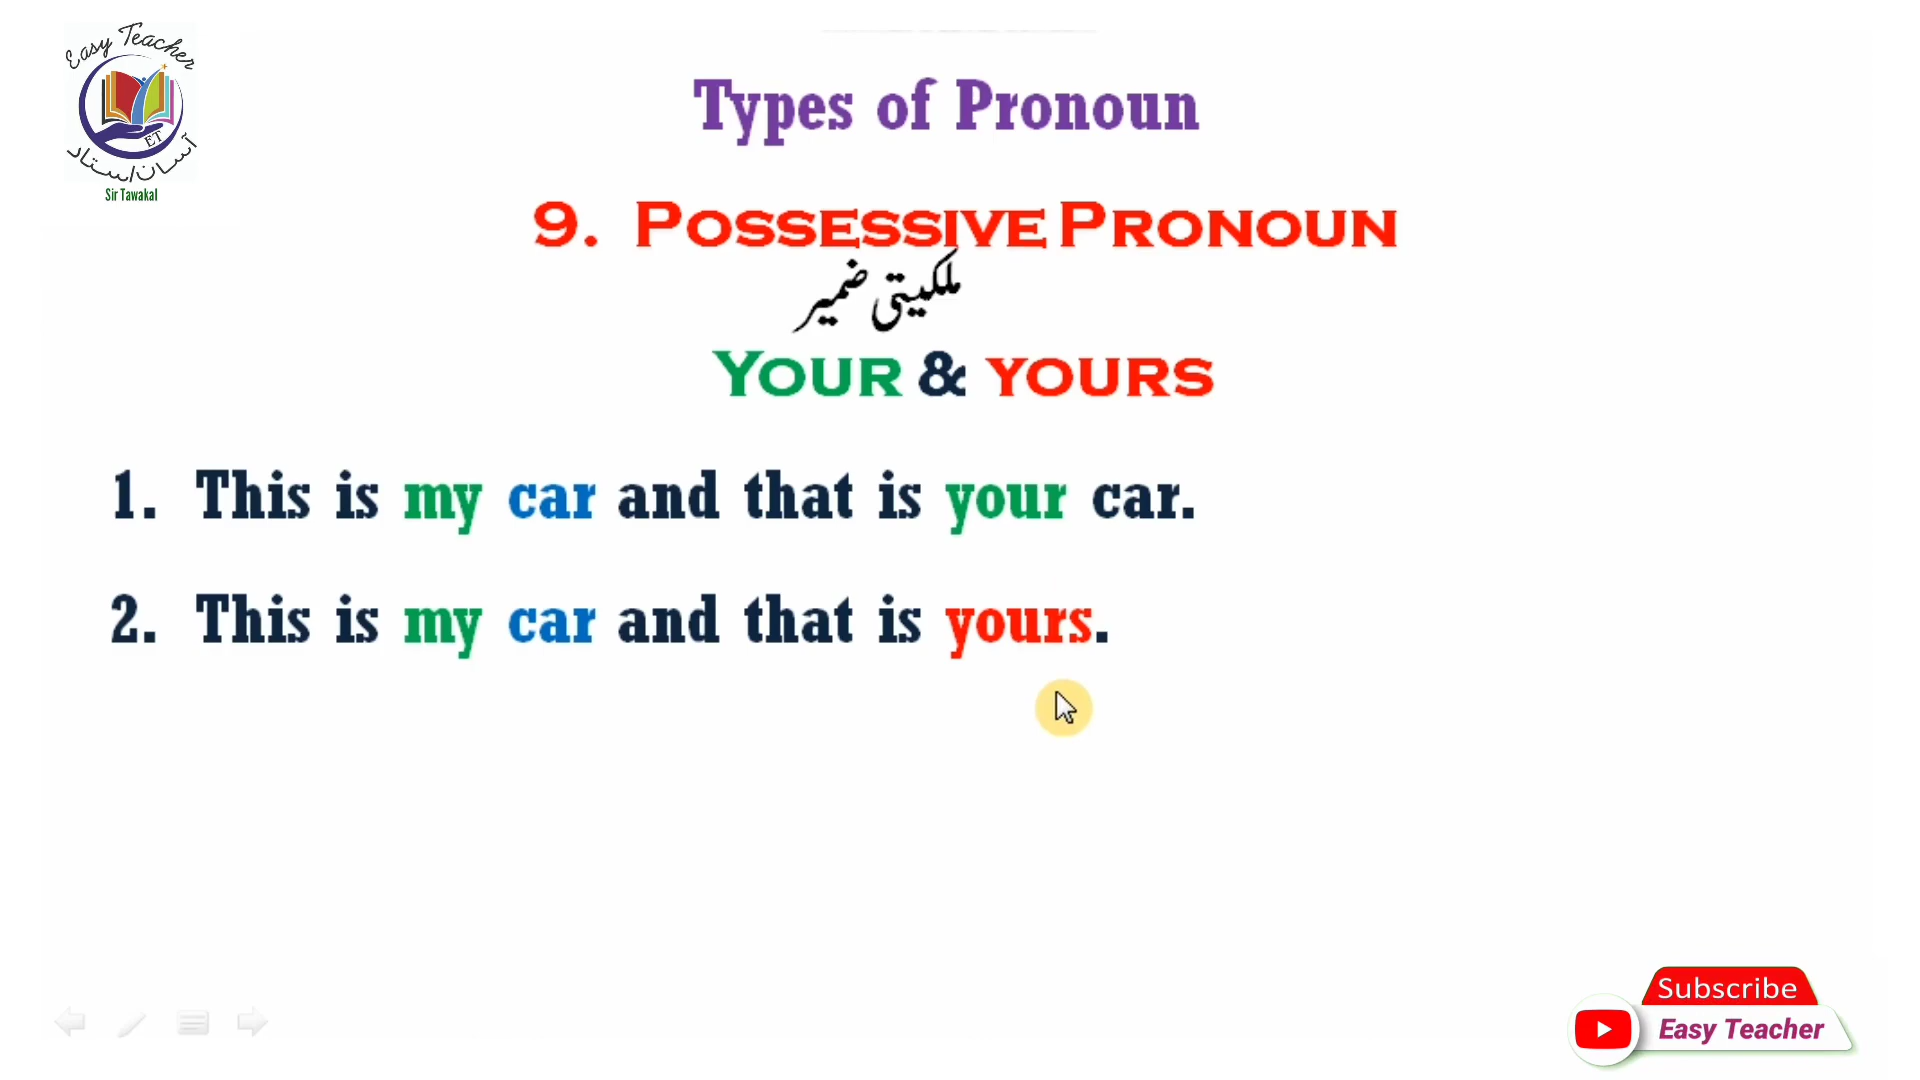 Easy Teacher
ET
آسان استاد
Sir Tawakal
Types of Pronoun
9. POSSESSIVE PRONOUN
ملکیتی ضمیر
YOUR & YOURS
1. This is my car and that is your car.
2. This is my car and that is yours.
Subscribe
Easy Teacher